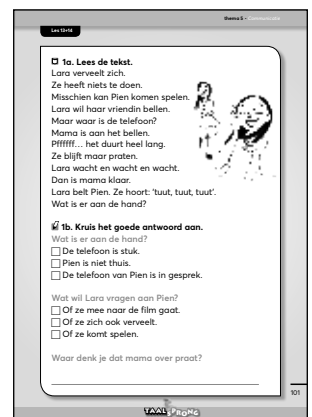 thema 5 - Communicatie
Les 13+14
1a. Lees de tekst.
Lara verveelt zich.
Ze heeft niets te doen.
Misschien kan Pien komen spelen.
Lara wil haar vriendin bellen.
Maar waar is de telefoon?
Mama is aan het bellen.
Pffffff... het duurt heel lang.
Ze blijft maar praten.
Lara wacht en wacht en wacht.
Dan is mama klaar.
Lara belt Pien. Ze hoort: ‘tuut, tuut, tuut’.
Wat is er aan de hand?
1b. Kruis het goede antwoord aan.
Wat is er aan de hand?
De telefoon is stuk.
Pien is niet thuis.
De telefoon van Pien is in gesprek.
Wat wil Lara vragen aan Pien?
Of ze mee naar de film gaat.
Of ze zich ook verveelt.
Of ze komt spelen.
Waar denk je dat mama over praat?
101
TAALSPRONG